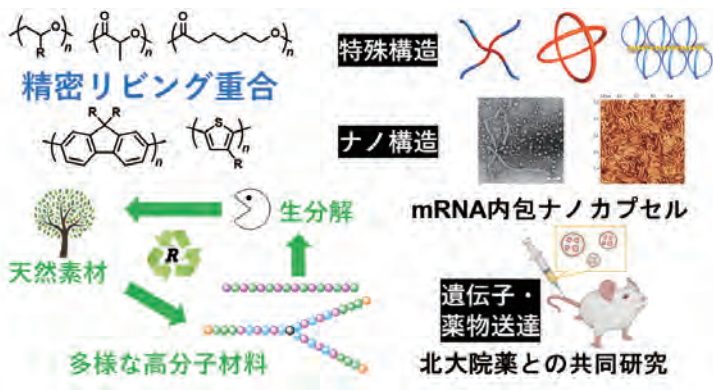 O
R
n
O
O
n
O
O
n
精密リビング重合
特殊構造
R
R
n
S
n
R
ナノ構造
生分解
mRNA内包ナノカプセル
R
天然素材
遺伝子・
薬物送達
多様な高分子材料
北大院薬との共同研究